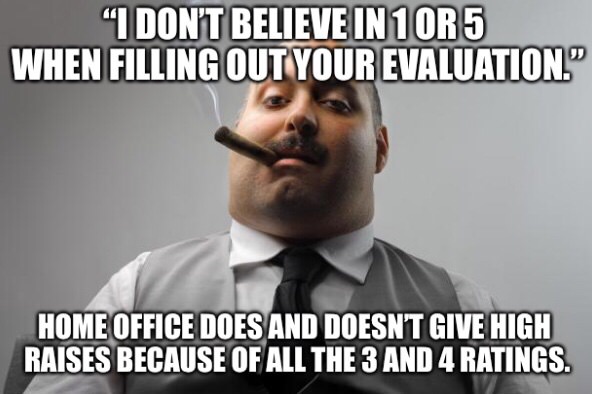 “I DON'T BELIEVE IN 1 OR 5
WHEN FILLING OUT YOUR EVALUATION.”
HOME OFFICE DOES AND DOESN'T GIVE HIGH
RAISES BECAUSE OF ALL THE 3 AND 4 RATINGS.